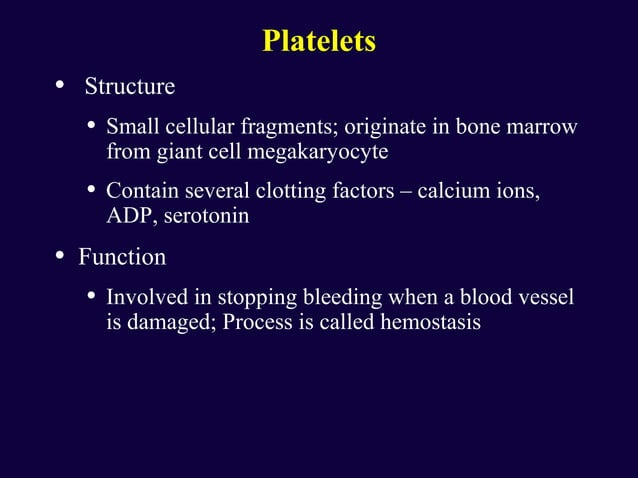 Platelets
• Structure
• Small cellular fragments; originate in bone marrow
from giant cell megakaryocyte
• Contain several clotting factors – calcium ions,
ADP, serotonin
• Function
• Involved in stopping bleeding when a blood vessel
is damaged; Process is called hemostasis